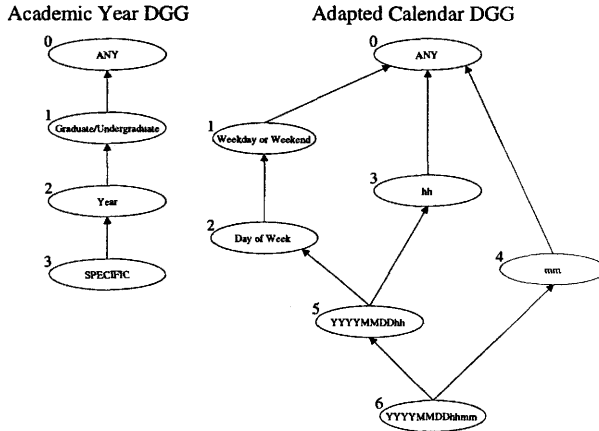 Academic Year DGG
Adapted Calendar DGG
0
ANY
1
Graduate/Undergraduate
2
Year
3
SPECIFIC
0
ANY
1
Weekday or Weekend
3
hh
2
Day of Week
4
mm
5
YYYYMMDDhh
6
YYYYMMDDhhmm